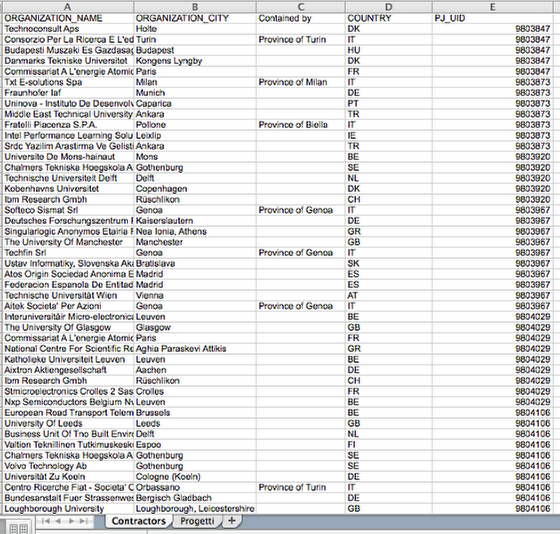 A B C D E
ORGANIZATION_NAME ORGANIZATION_CITY Contained by COUNTRY PJ_UID
Technoconsult Aps Holte DK 9803847
Consorzio Per La Ricerca E L'ed Turin Province of Turin IT 9803847
Budapesti Muszaki Es Gazdasag Budapest HU 9803847
Danmarks Tekniske Universitet Kongens Lyngby DK 9803847
Commissariat A L'energie Atomic Paris FR 9803847
Txt E-solutions Spa Milan Province of Milan IT 9803873
Fraunhofer Iaf Munich DE 9803873
Uninova - Instituto De Desenvolv Caparica PT 9803873
Middle East Technical University Ankara TR 9803873
Fratelli Piacenza S.P.A. Pollone Province of Biella IT 9803873
Intel Performance Learning Solu Leixlip IE 9803873
Srdc Yazilim Arastirma Ve Gelisti Ankara TR 9803873
Universite De Mons-hainaut Mons BE 9803920
Chalmers Tekniska Hoegskola A Gothenburg SE 9803920
Technische Universiteit Delft Delft NL 9803920
Kobenhavns Universitet Copenhagen DK 9803920
Ibm Research Gmbh Rüschlikon CH 9803920
Softeco Sismat Srl Genoa Province of Genoa IT 9803967
Deutsches Forschungszentrum F Kaiserslautern DE 9803967
Singularlogic Anonymos Etairia F Nea Ionia, Athens GR 9803967
The University Of Manchester Manchester GB 9803967
Techfin Srl Genoa Province of Genoa IT 9803967
Ustav Informatiky, Slovenska Aka Bratislava SK 9803967
Atos Origin Sociedad Anonima E Madrid ES 9803967
Federacion Espanola De Entidad Madrid ES 9803967
Technische Universität Wien Vienna AT 9803967
Aitek Societa' Per Azioni Genoa Province of Genoa IT 9803967
Interuniversitair Micro-electronica Leuven BE 9804029
The University Of Glasgow Glasgow GB 9804029
Commissariat A L'energie Atomic Paris FR 9804029
National Centre For Scientific Re Aghia Paraskevi Attikis GR 9804029
Katholieke Universiteit Leuven Leuven BE 9804029
Aixtron Aktiengesellschaft Aachen DE 9804029
Ibm Research Gmbh Rüschlikon CH 9804029
Stmicroelectronics Crolles 2 Sas Crolles FR 9804029
Nxp Semiconductors Belgium Nv Leuven BE 9804029
European Road Transport Telem Brussels BE 9804106
University Of Leeds Leeds GB 9804106
Business Unit Of Tno Built Enviro Delft NL 9804106
Valtion Teknillinen Tutkimuskesk Espoo FI 9804106
Chalmers Tekniska Hoegskola A Gothenburg SE 9804106
Volvo Technology Ab Gothenburg SE 9804106
Universität Zu Koeln Cologne (Koeln) DE 9804106
Centro Ricerche Fiat - Societa' C Orbassano Province of Turin IT 9804106
Bundesanstalt Fuer Strassenwes Bergisch Gladbach DE 9804106
Loughborough University Loughborough, Leicestershire GB 9804106
Contractors Progetti +